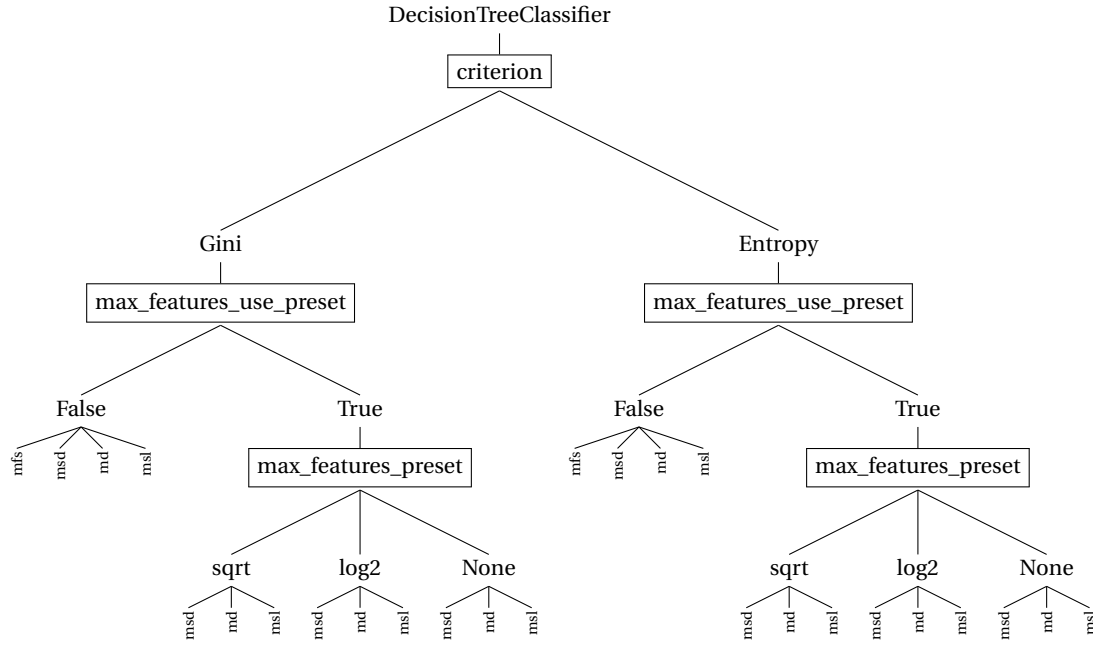 DecisionTreeClassifier
criterion
Gini Entropy
max_features_use_preset max_features_use_preset
False True False True
mfs msd md msl mfs msd md msl
max_features_preset max_features_preset
sqrt log2 None sqrt log2 None
msd md msl msd md msl msd md msl msd md msl msd md msl msd md msl